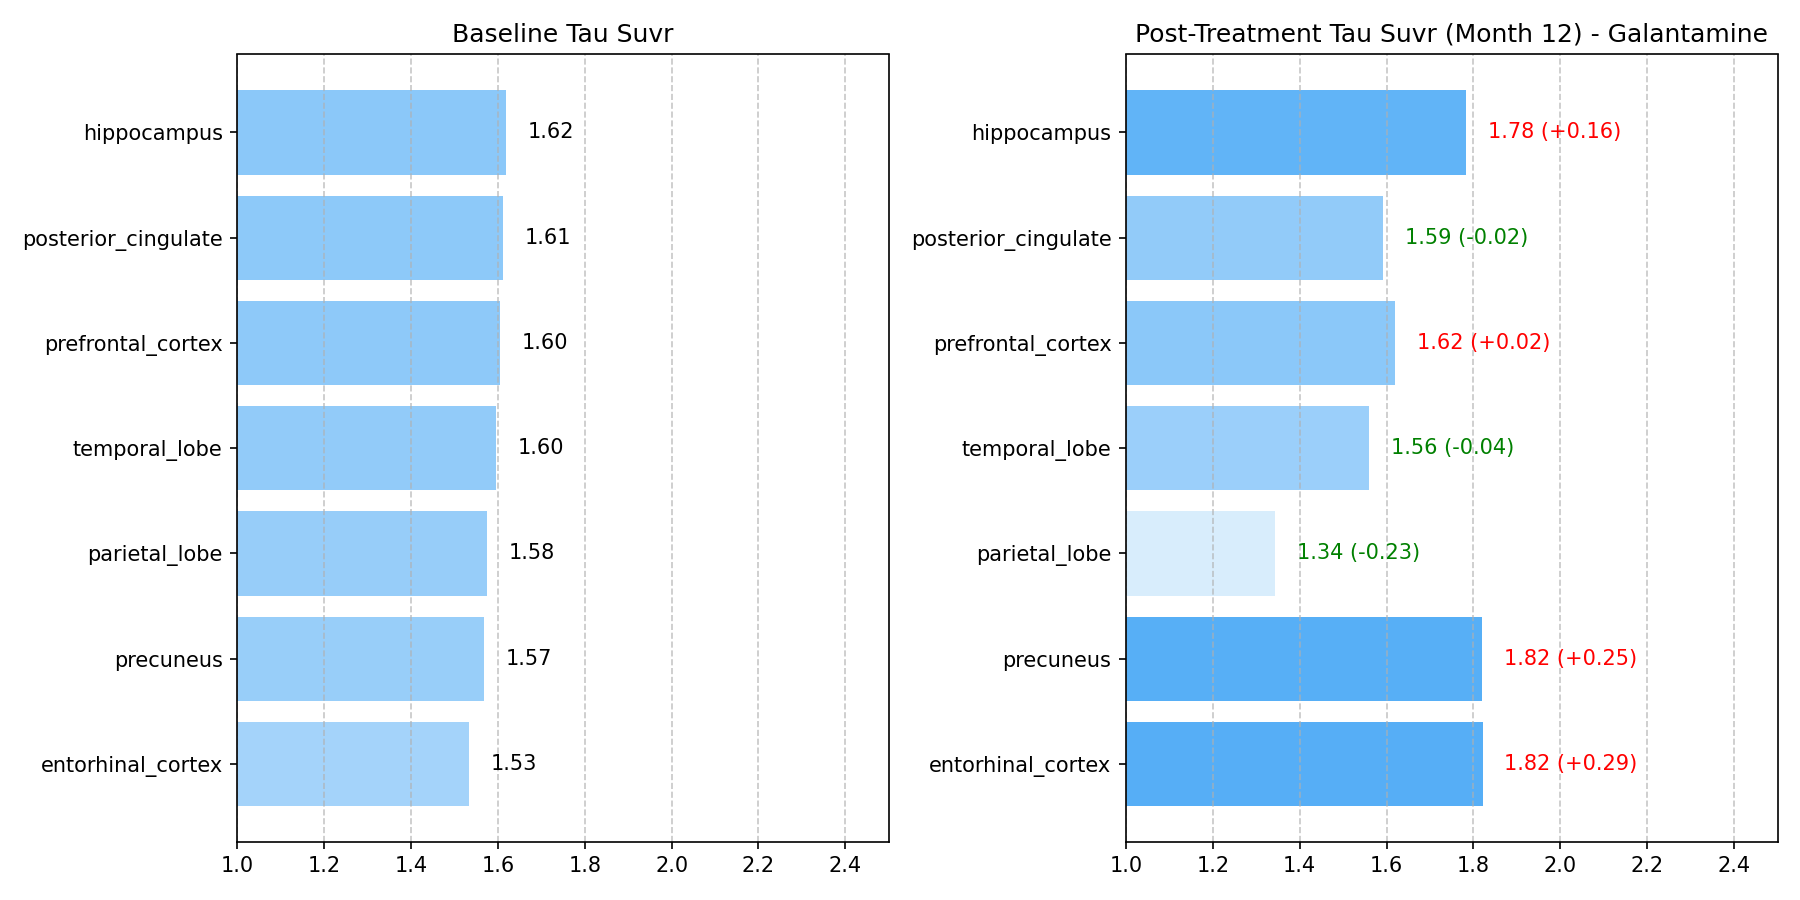 Baseline Tau Suvr
hippocampus 1.62
posterior_cingulate 1.61
prefrontal_cortex 1.60
temporal_lobe 1.60
parietal_lobe 1.58
precuneus 1.57
entorhinal_cortex 1.53
1.0 1.2 1.4 1.6 1.8 2.0 2.2 2.4
Post-Treatment Tau Suvr (Month 12) - Galantamine
hippocampus 1.78 (+0.16)
posterior_cingulate 1.59 (-0.02)
prefrontal_cortex 1.62 (+0.02)
temporal_lobe 1.56 (-0.04)
parietal_lobe 1.34 (-0.23)
precuneus 1.82 (+0.25)
entorhinal_cortex 1.82 (+0.29)
1.0 1.2 1.4 1.6 1.8 2.0 2.2 2.4